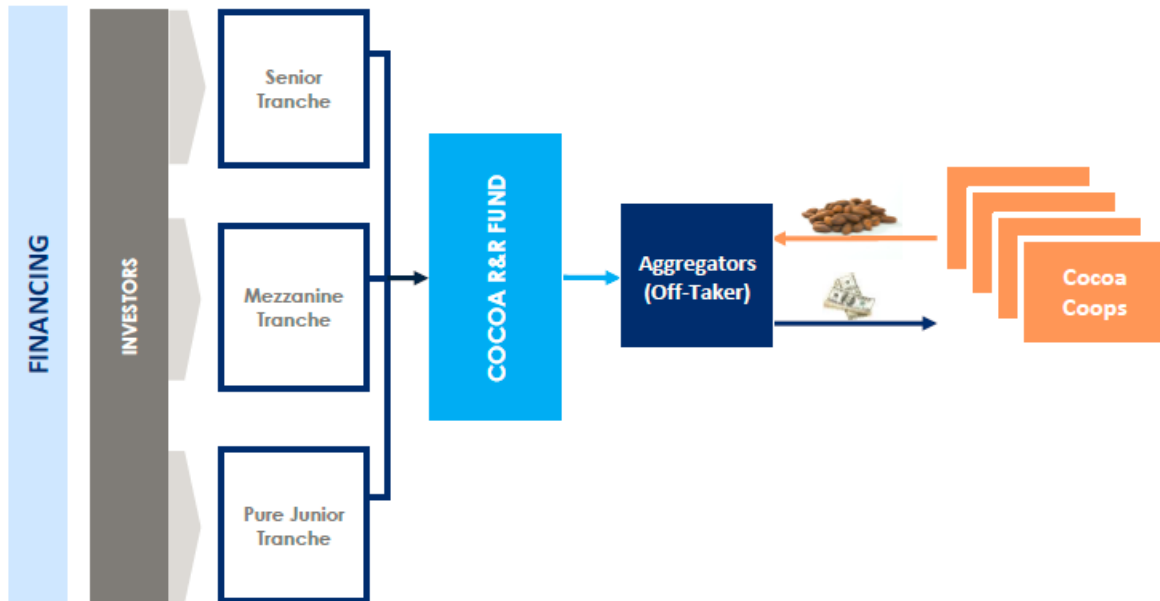 FINANCING
INVESTORS
Senior
Tranche
Mezzanine
Tranche
Pure Junior
Tranche
COCOA R&R FUND
Aggregators
(Off-Taker)
Cocoa
Coops